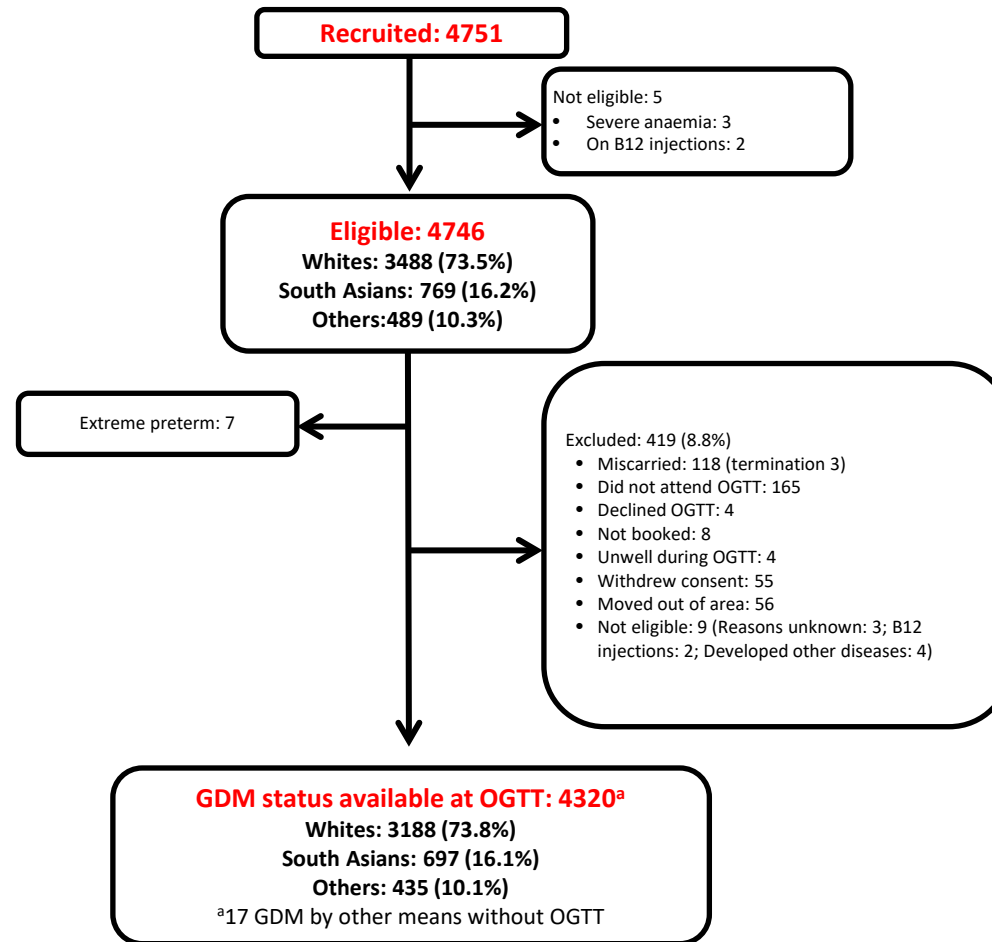 Recruited: 4751
Not eligible: 5
• Severe anaemia: 3
• On B12 injections: 2
Eligible: 4746
Whites: 3488 (73.5%)
South Asians: 769 (16.2%)
Others:489 (10.3%)
Extreme preterm: 7
Excluded: 419 (8.8%)
• Miscarried: 118 (termination 3)
• Did not attend OGTT: 165
• Declined OGTT: 4
• Not booked: 8
• Unwell during OGTT: 4
• Withdrew consent: 55
• Moved out of area: 56
• Not eligible: 9 (Reasons unknown: 3; B12
injections: 2; Developed other diseases: 4)
GDM status available at OGTT: 4320ᵃ
Whites: 3188 (73.8%)
South Asians: 697 (16.1%)
Others: 435 (10.1%)
ᵃ17 GDM by other means without OGTT